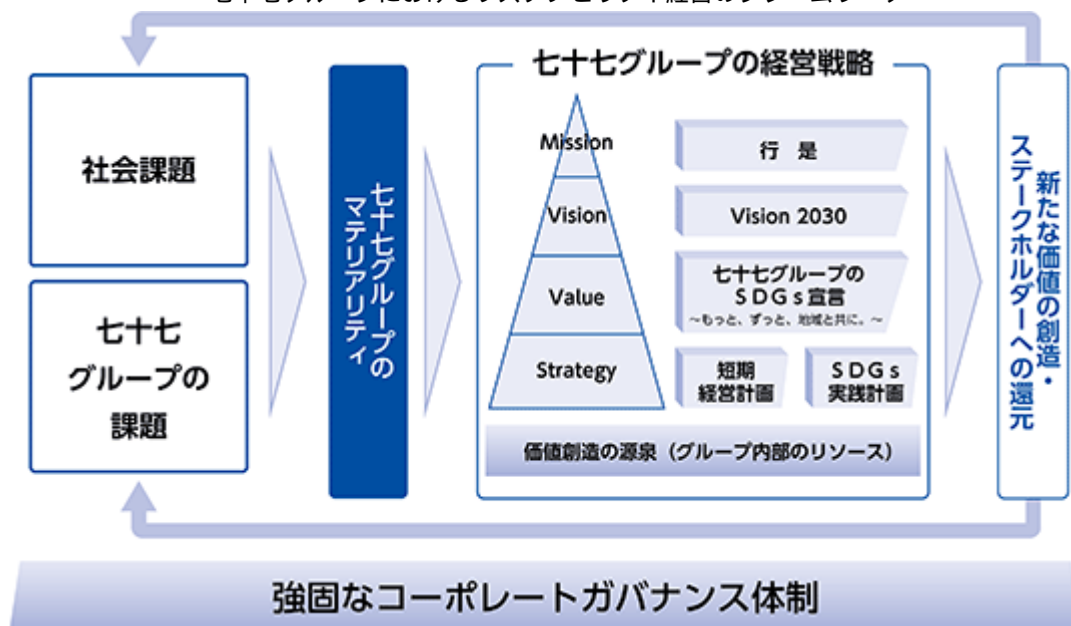 社会課題
七十七
グループの
課題
七十七グループの
マテリアリティ
七十七グループの経営戦略
Mission
行 是
Vision
Vision 2030
Value
七十七グループの
SDGs宣言
～もっと、ずっと、地域と共に。～
Strategy
短期
経営計画
SDGs
実践計画
価値創造の源泉（グループ内部のリソース）
新たな価値の創造・
ステークホルダーへの還元
強固なコーポレートガバナンス体制